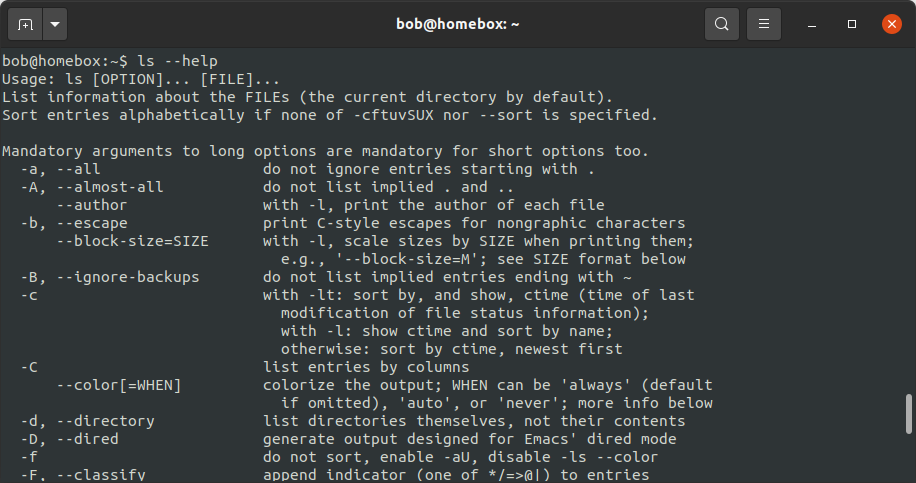 bob@homebox: ~
bob@homebox:~$ ls --help
Usage: ls [OPTION]... [FILE]...
List information about the FILEs (the current directory by default).
Sort entries alphabetically if none of -cftuvSUX nor --sort is specified.

Mandatory arguments to long options are mandatory for short options too.
  -a, --all                  do not ignore entries starting with .
  -A, --almost-all           do not list implied . and ..
      --author               with -l, print the author of each file
  -b, --escape               print C-style escapes for nongraphic characters
      --block-size=SIZE      with -l, scale sizes by SIZE when printing them;
                               e.g., '--block-size=M'; see SIZE format below
  -B, --ignore-backups       do not list implied entries ending with ~
  -c                         with -lt: sort by, and show, ctime (time of last
                               modification of file status information);
                               with -l: show ctime and sort by name;
                               otherwise: sort by ctime, newest first
  -C                         list entries by columns
      --color[=WHEN]         colorize the output; WHEN can be 'always' (default
                               if omitted), 'auto', or 'never'; more info below
  -d, --directory            list directories themselves, not their contents
  -D, --dired                generate output designed for Emacs' dired mode
  -f                         do not sort, enable -aU, disable -ls --color
  -F, --classify             append indicator (one of */=>@|) to entries